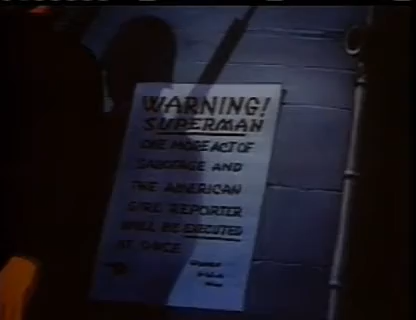 WARNING!
SUPERMAN
ONE MORE ACT OF
SABOTAGE AND
THE AMERICAN
GIRL REPORTER
WILL BE EXECUTED
AT ONCE